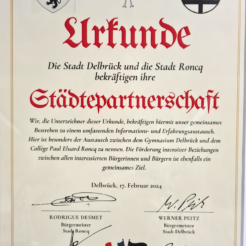 Urkunde
Die Stadt Delbrück und die Stadt Roncq
bekräftigen ihre
Städtepartnerschaft
Wir, die Unterzeichner dieser Urkunde, bekräftigen hiermit unser gemeinsames
Bestreben zu einem umfassenden Informations- und Erfahrungsaustausch.
Hier ist besonders der Austausch zwischen dem Gymnasium Delbrück und dem
Collège Paul Eluard Roncq zu nennen. Die Förderung intensiver Beziehungen
zwischen allen interessierten Bürgerinnen und Bürgern ist ebenfalls ein
gemeinsames Ziel.
Delbrück, 17. Februar 2024
RODRIGUE DESMET
Bürgermeister
Stadt Roncq
WERNER PEITZ
Bürgermeister
Stadt Delbrück